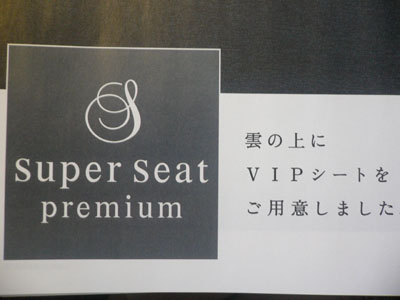 S
Super Seat
premium
雲の上に
ＶＩＰシートを
ご用意しました